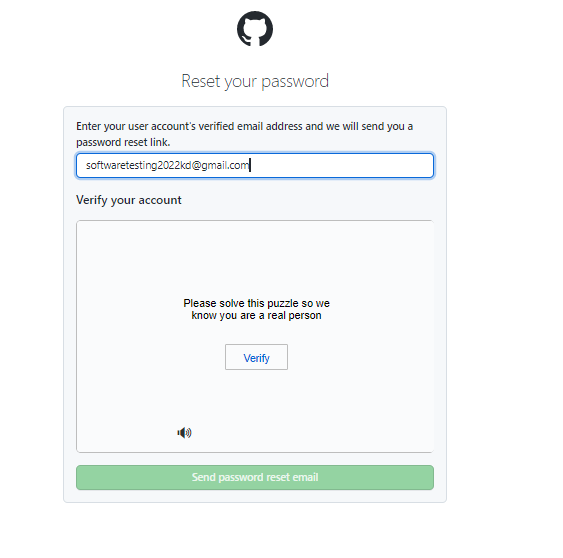 Reset your password
Enter your user account's verified email address and we will send you a
password reset link.
softwaretesting2022kd@gmail.com
Verify your account
Please solve this puzzle so we
know you are a real person
Verify
Send password reset email